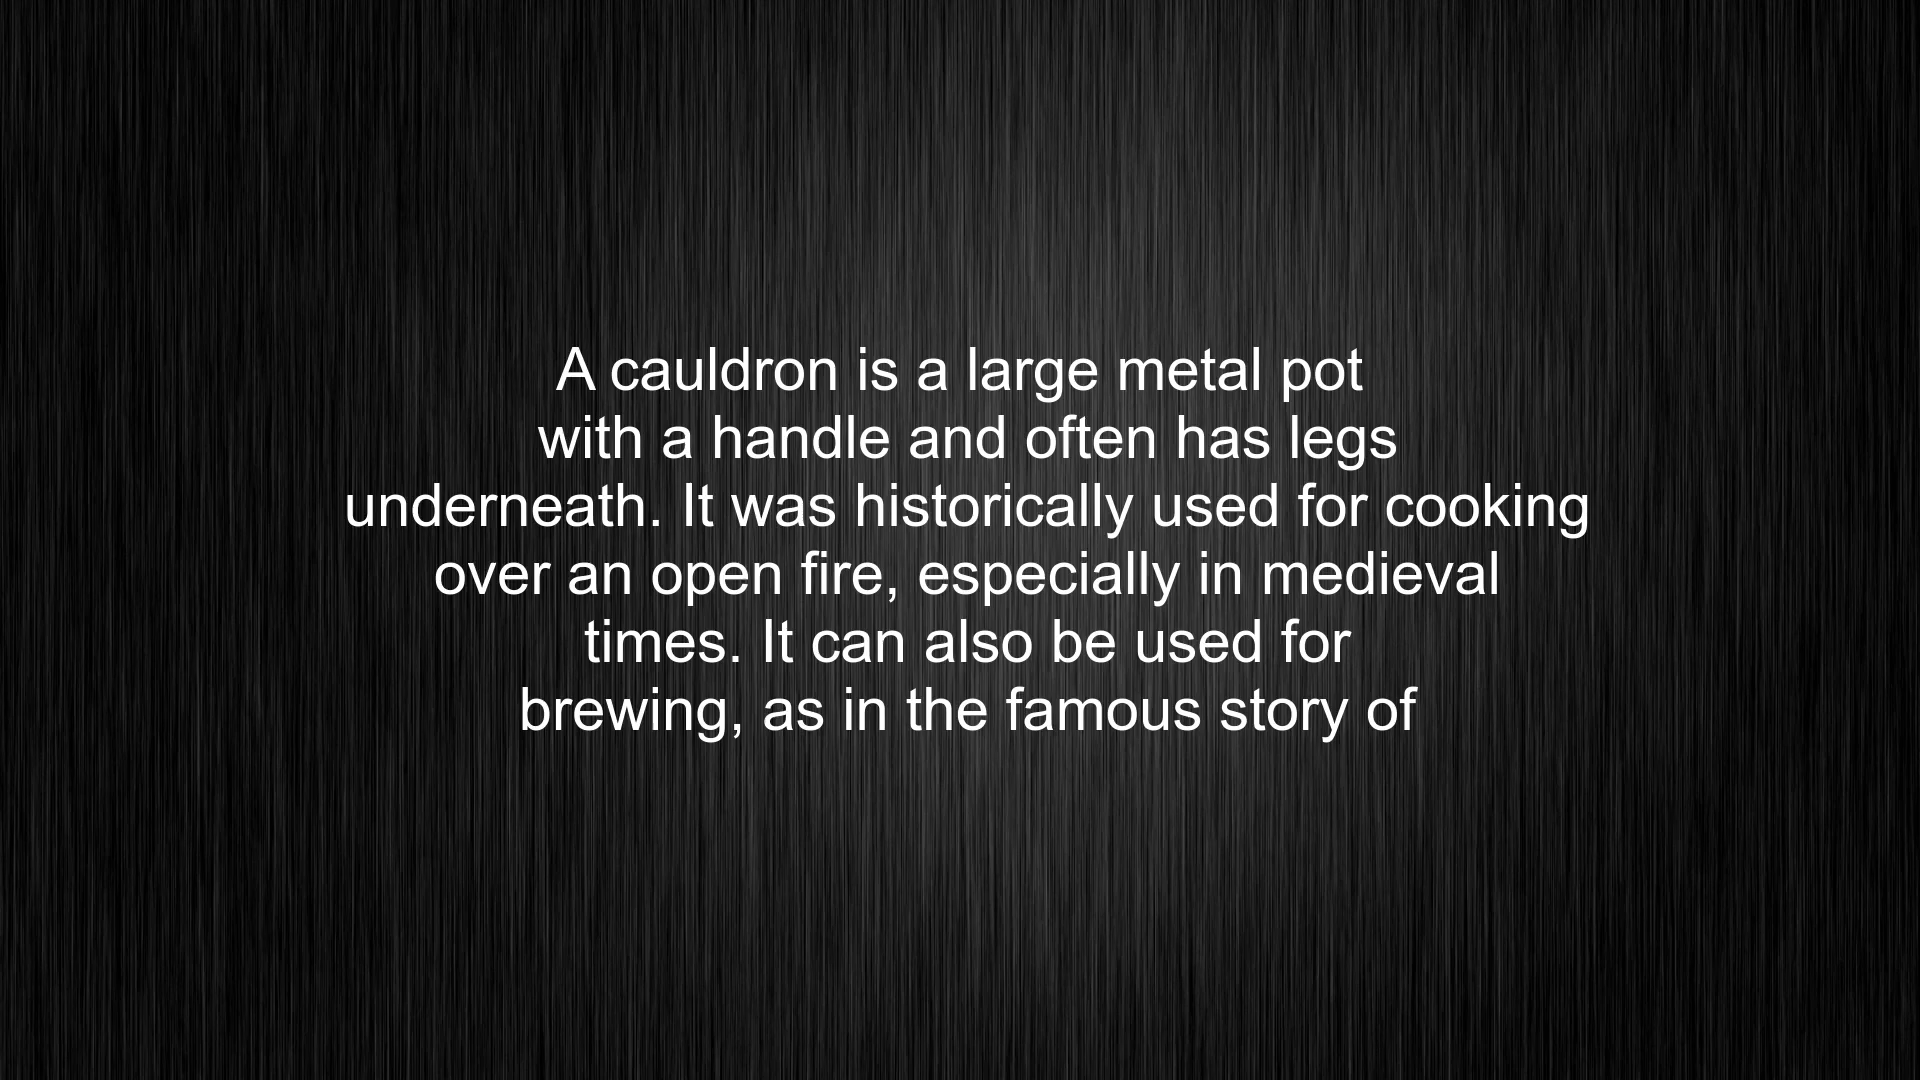 A cauldron is a large metal pot
with a handle and often has legs
underneath. It was historically used for cooking
over an open fire, especially in medieval
times. It can also be used for
brewing, as in the famous story of